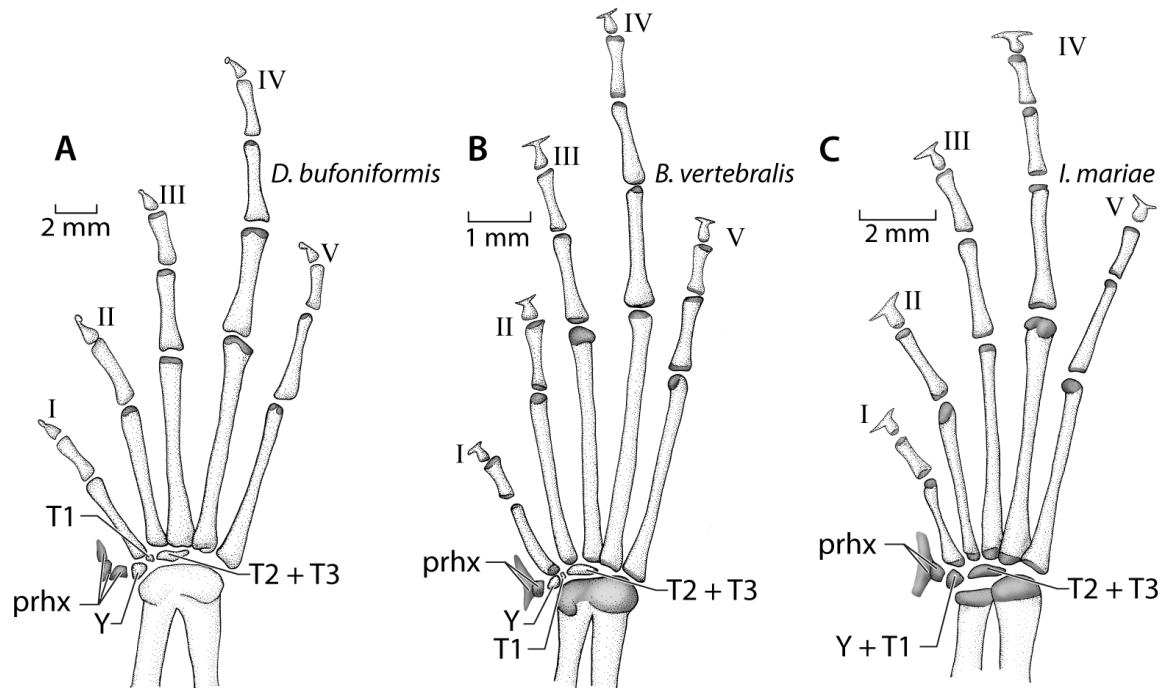 A
D. bufoniformis
2 mm
I
II
III
IV
V
T1
prhx
Y
T2 + T3
B
B. vertebralis
1 mm
I
II
III
IV
V
prhx
Y
T1
T2 + T3
C
I. mariae
2 mm
I
II
III
IV
V
prhx
Y + T1
T2 + T3